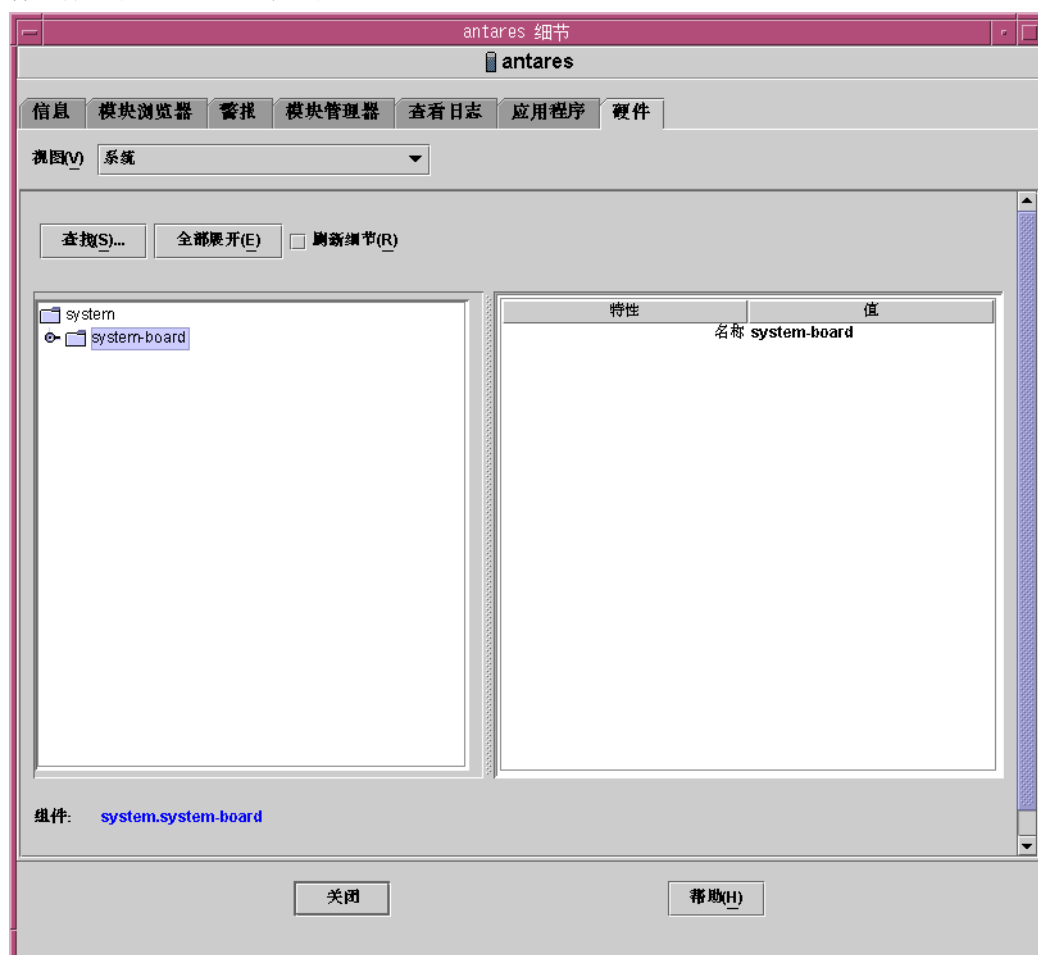 antares 细节
antares
信息 模块浏览器 警报 模块管理器 查看日志 应用程序 硬件
视图(V) 系统
查找(S)... 全部展开(E) 刷新细节(R)
system
system-board
特性 值
名称 system-board
组件: system.system-board
关闭 帮助(H)